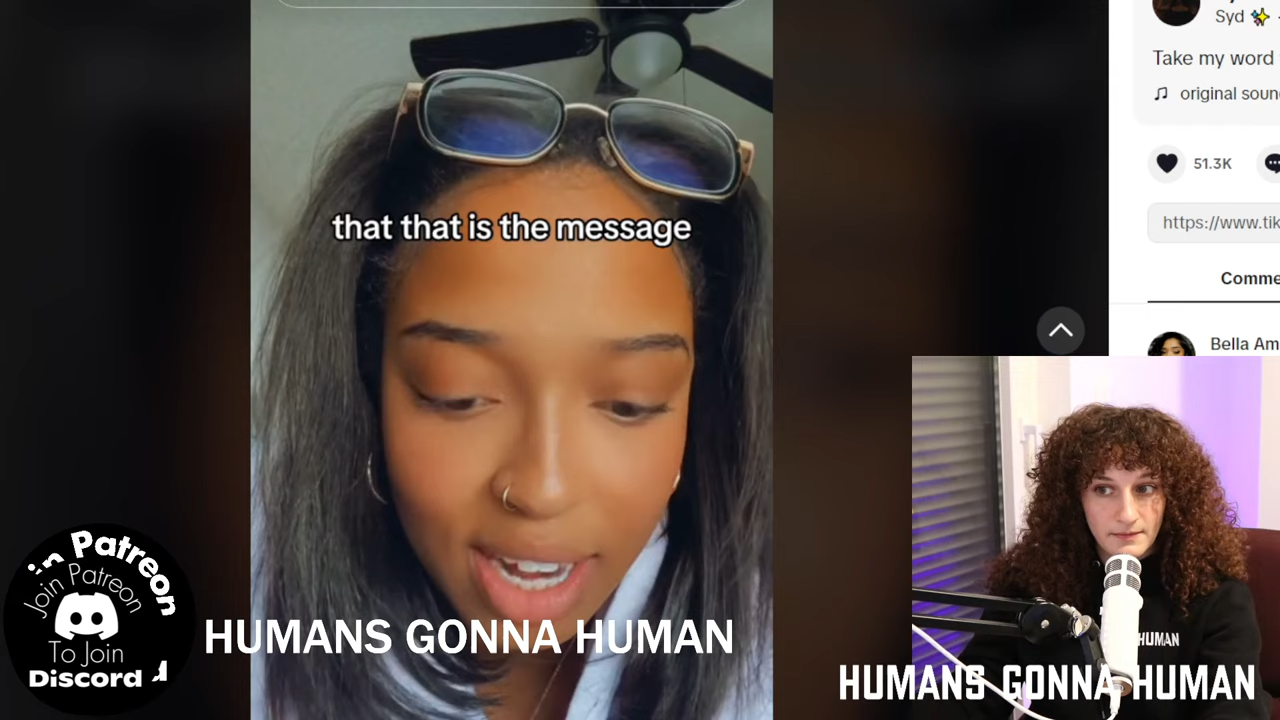 Syd ✨
Take my word
original soun
51.3K
https://www.tik
Comme
Bella Am
that that is the message
in Patreon
Join Patreon
To Join
Discord
HUMANS GONNA HUMAN
HUMAN
HUMANS GONNA HUMAN